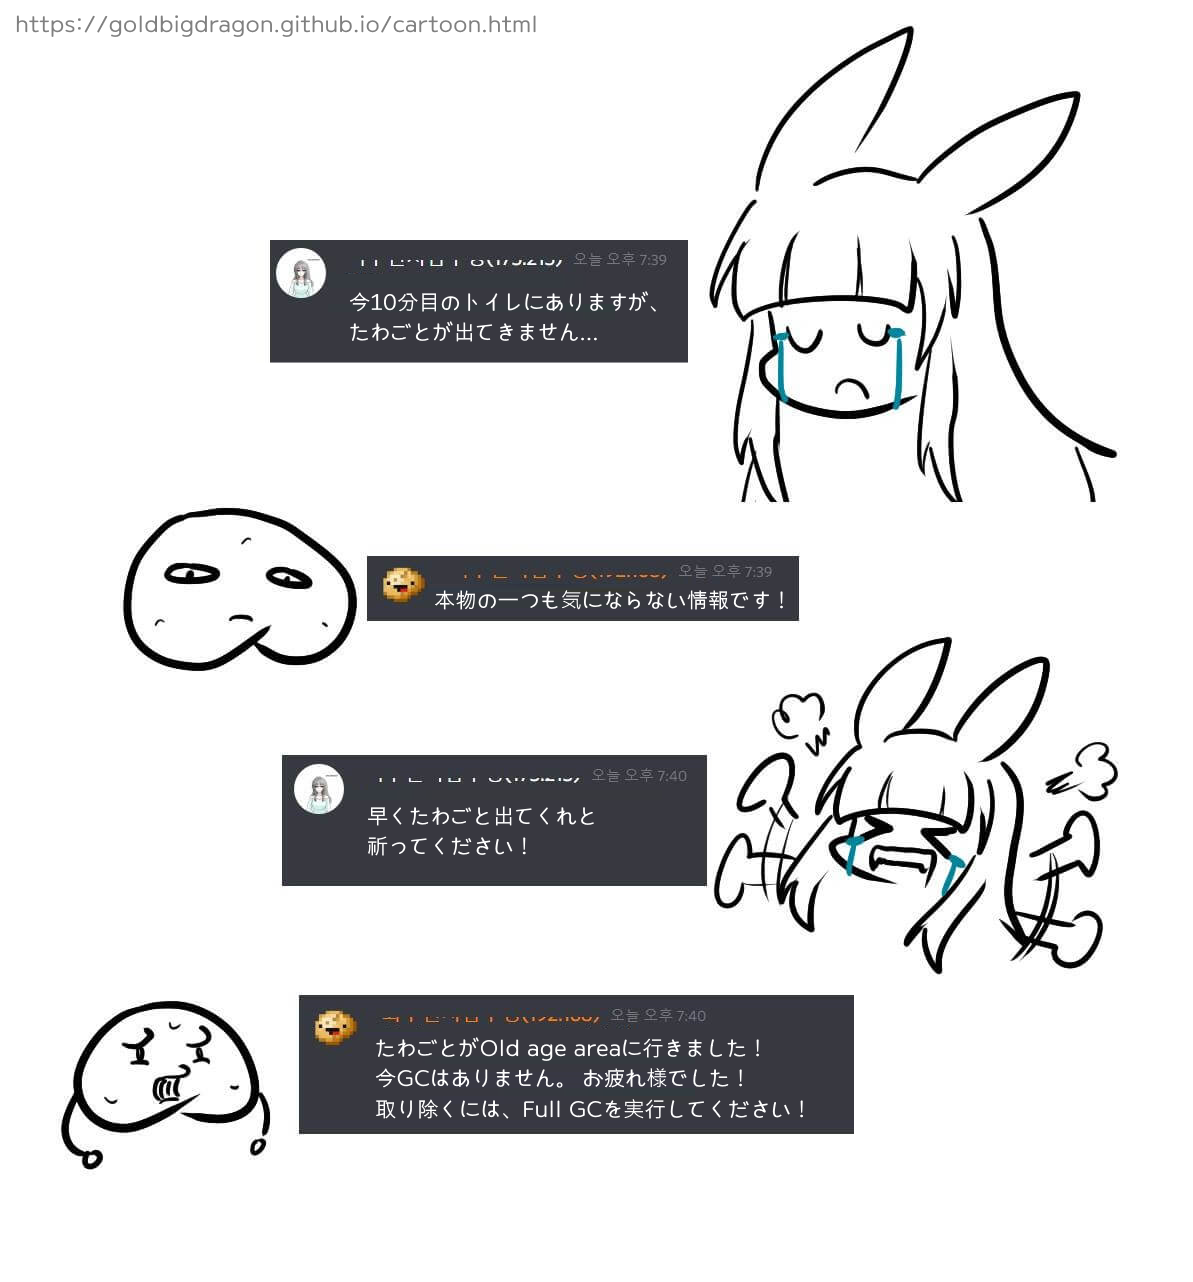 https://goldbigdragon.github.io/cartoon.html
오늘 오후 7:39
今10分目のトイレにありますが、
たわごとが出てきません...
오늘 오후 7:39
本物の一つも気にならない情報です！
오늘 오후 7:40
早くたわごと出てくれと
祈ってください！
오늘 오후 7:40
たわごとがOld age areaに行きました！
今GCはありません。 お疲れ様でした！
取り除くには、Full GCを実行してください！